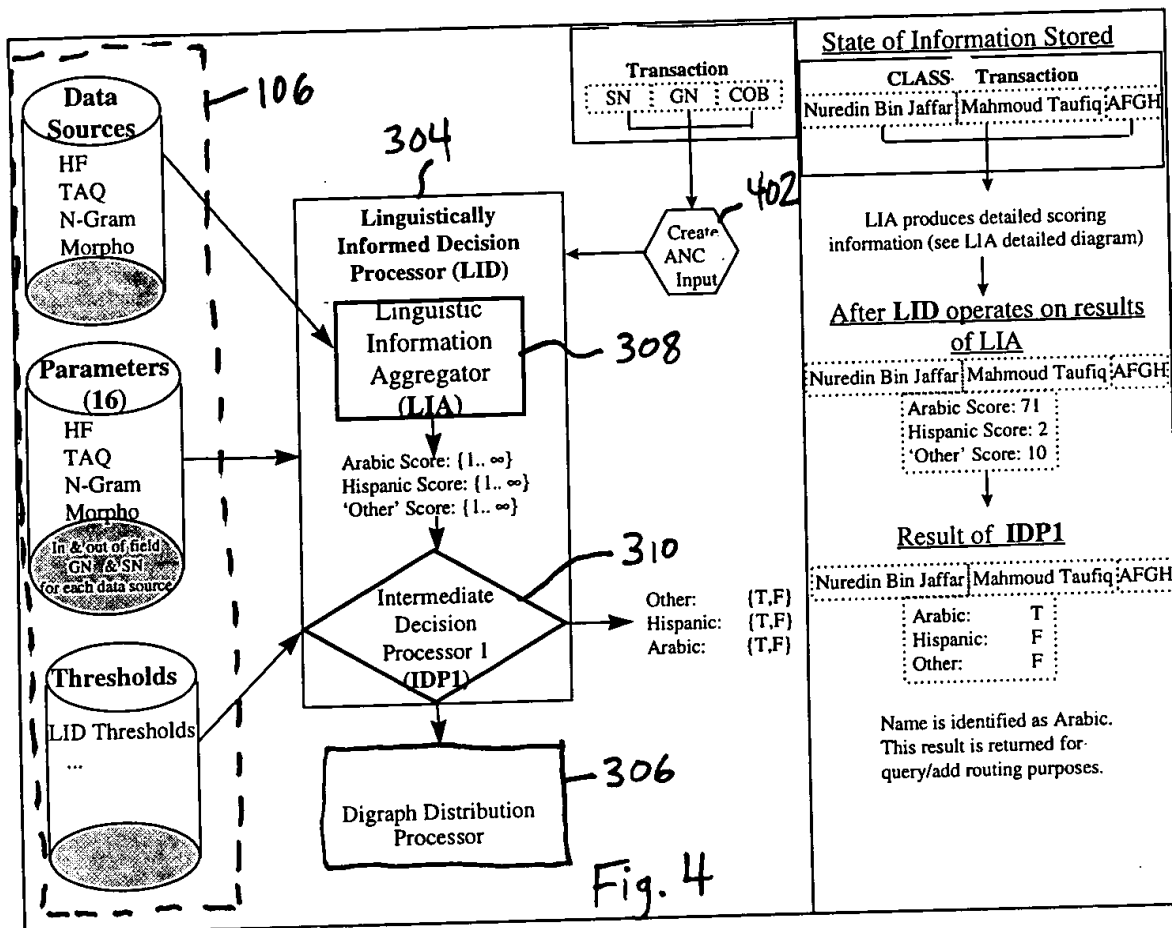 106
Data
Sources
HF
TAQ
N-Gram
Morpho
Parameters
(16)
HF
TAQ
N-Gram
Morpho
In & out of field
GN & SN
for each data source
Thresholds
LID Thresholds
...
304
Linguistically
Informed Decision
Processor (LID)
Linguistic
Information
Aggregator
(LIA)
308
Arabic Score: {1.. ∞}
Hispanic Score: {1.. ∞}
'Other' Score: {1.. ∞}
310
Intermediate
Decision
Processor 1
(IDP1)
Other: {T,F}
Hispanic: {T,F}
Arabic: {T,F}
306
Digraph Distribution
Processor
Fig. 4
Transaction
SN GN COB
402
Create
ANC
Input
State of Information Stored
CLASS Transaction
Nuredin Bin Jaffar Mahmoud Taufiq AFGH
LIA produces detailed scoring
information (see LIA detailed diagram)
After LID operates on results
of LIA
Nuredin Bin Jaffar Mahmoud Taufiq AFGH
Arabic Score: 71
Hispanic Score: 2
'Other' Score: 10
Result of IDP1
Nuredin Bin Jaffar Mahmoud Taufiq AFGH
Arabic: T
Hispanic: F
Other: F
Name is identified as Arabic.
This result is returned for
query/add routing purposes.